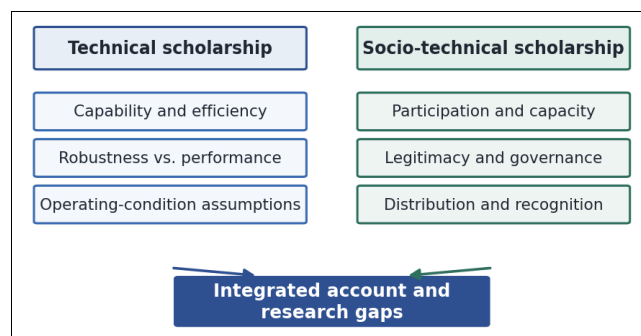 Technical scholarship
Socio-technical scholarship
Capability and efficiency
Participation and capacity
Robustness vs. performance
Legitimacy and governance
Operating-condition assumptions
Distribution and recognition
Integrated account and
research gaps